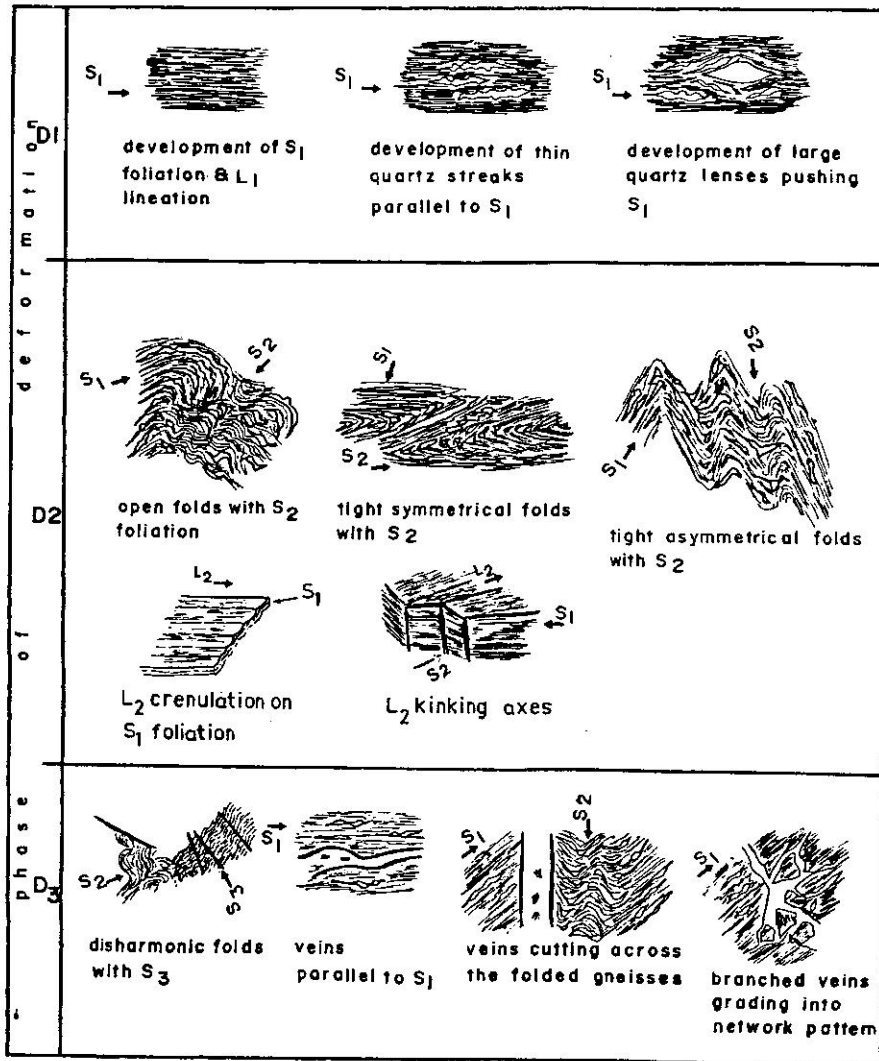 phase of deformation
D1
S1
development of S1
foliation & L1
lineation
S1
development of thin
quartz streaks
parallel to S1
S1
development of large
quartz lenses pushing
S1
D2
S1
S2
open folds with S2
foliation
S1
S2
tight symmetrical folds
with S2
S1
S2
tight asymmetrical folds
with S2
L2
S1
L2 crenulation on
S1 foliation
L2
S1
S2
L2 kinking axes
D3
S2
S3
disharmonic folds
with S3
S1
veins
parallel to S1
S1
S2
veins cutting across
the folded gneisses
S1
branched veins
grading into
network pattern